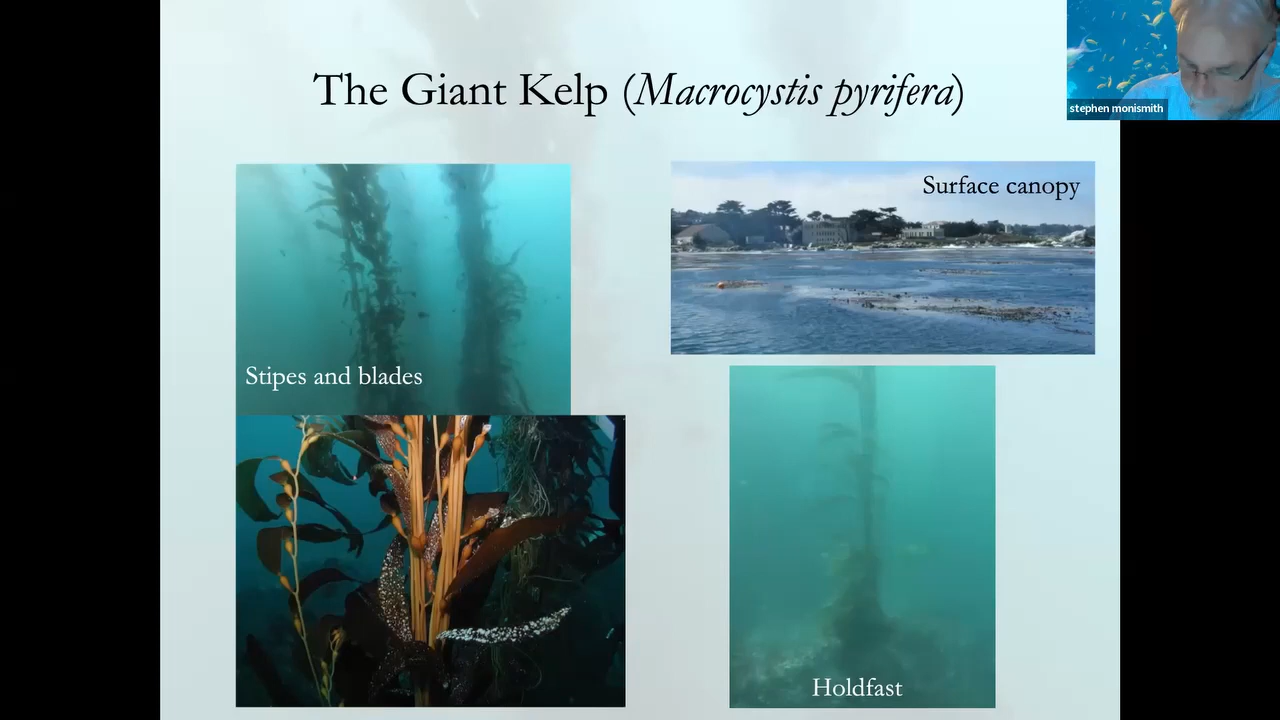 The Giant Kelp (Macrocystis pyrifera)
stephen monismith
Surface canopy
Stipes and blades
Holdfast